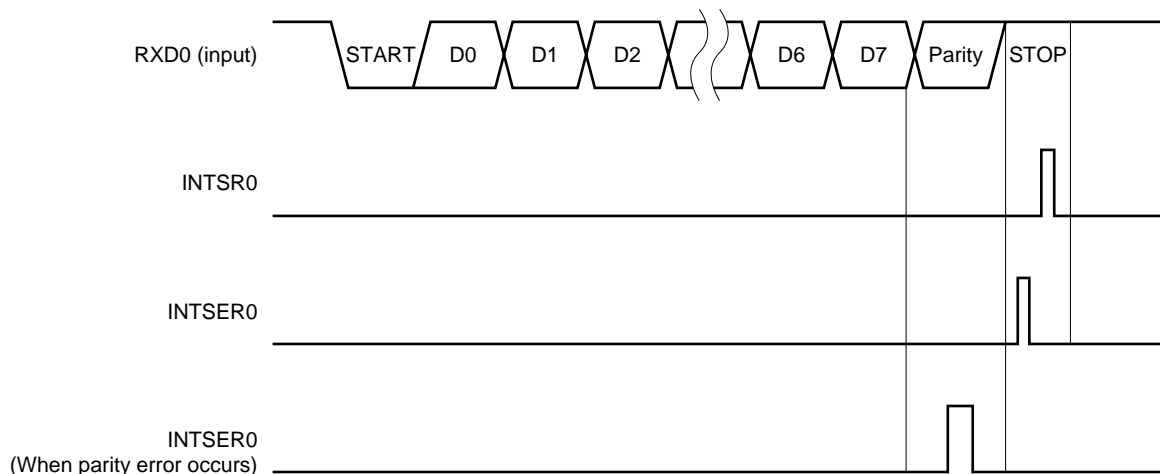 RXD0 (input)
START D0 D1 D2 D6 D7 Parity STOP
INTSR0
INTSER0
INTSER0
(When parity error occurs)